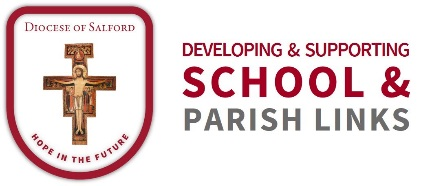 DIOCESE OF SALFORD
HOPE IN THE FUTURE
DEVELOPING & SUPPORTING
SCHOOL &
PARISH LINKS